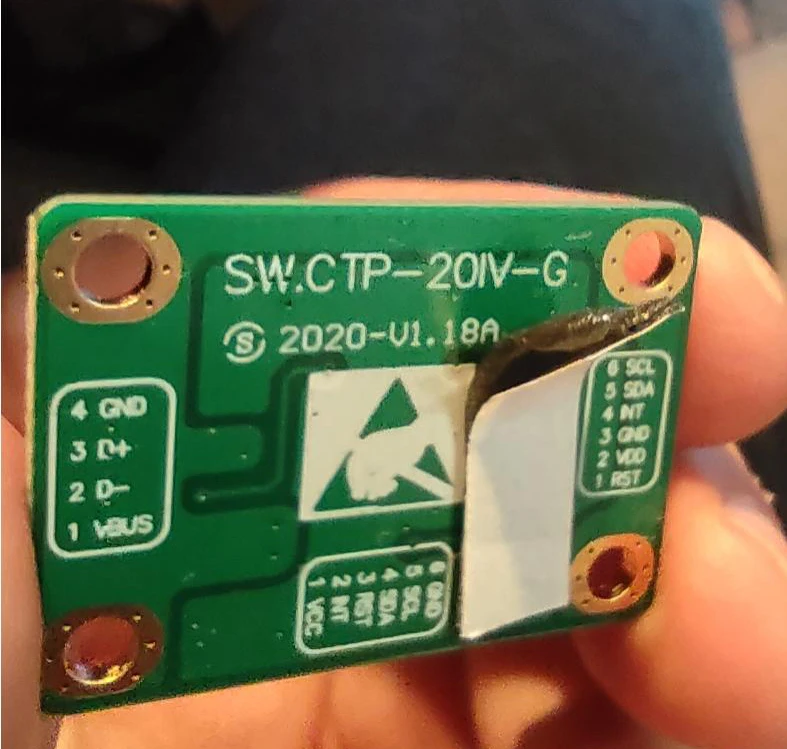 SW.CTP-20IV-G
S 2020-V1.18A
4 GND
3 D+
2 D-
1 VBUS
6 SCL
5 SDA
4 INT
3 GND
2 VDD
1 RST
6 GND
5 SCL
4 SDA
3 RST
2 INT
1 VCC